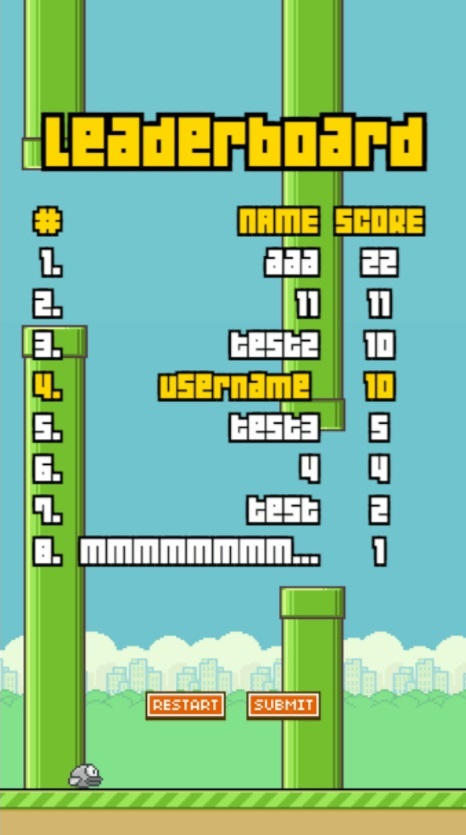 Leaderboard
# NAME SCORE
1. aaa 22
2. 11 11
3. test2 10
4. username 10
5. test3 5
6. 4 4
7. test 2
8. mmmmmmmm... 1
RESTART SUBMIT